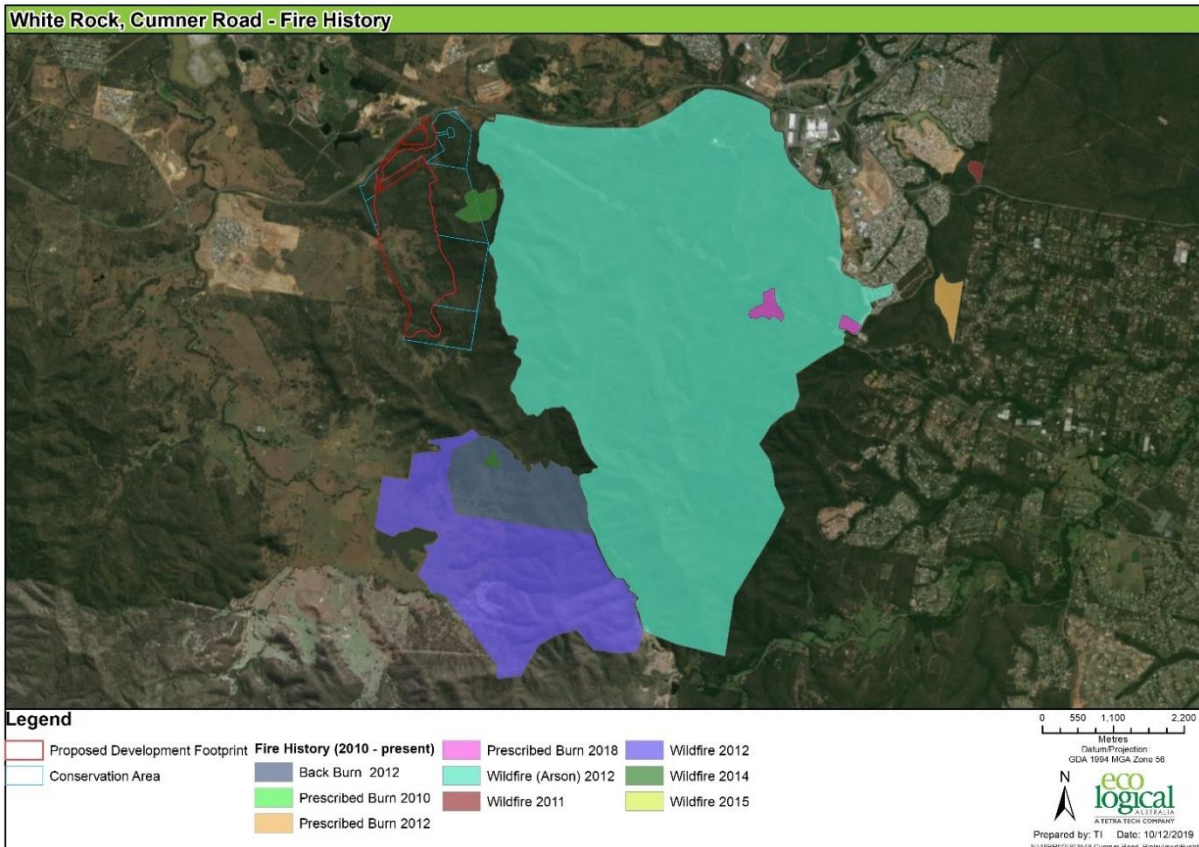 White Rock, Cumner Road - Fire History
Legend
Proposed Development Footprint
Conservation Area
Fire History (2010 - present)
Back Burn 2012
Prescribed Burn 2010
Prescribed Burn 2012
Prescribed Burn 2018
Wildfire (Arson) 2012
Wildfire 2011
Wildfire 2012
Wildfire 2014
Wildfire 2015
0 550 1,100 2,200
Metres
Datum/Projection:
GDA 1994 MGA Zone 56
N
eco
logical
AUSTRALIA
A TETRA TECH COMPANY
Prepared by: TI Date: 10/12/2019